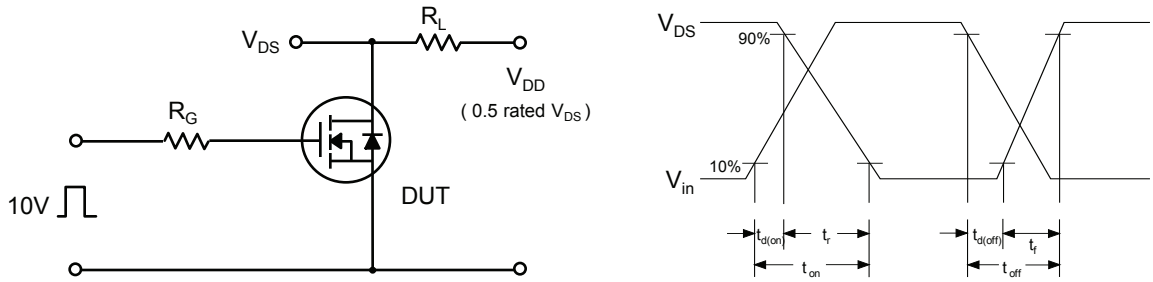 V_DS
R_L
V_DD
( 0.5 rated V_DS )
R_G
10V
DUT
V_DS
90%
10%
V_in
t_d(on)
t_r
t_on
t_d(off)
t_f
t_off